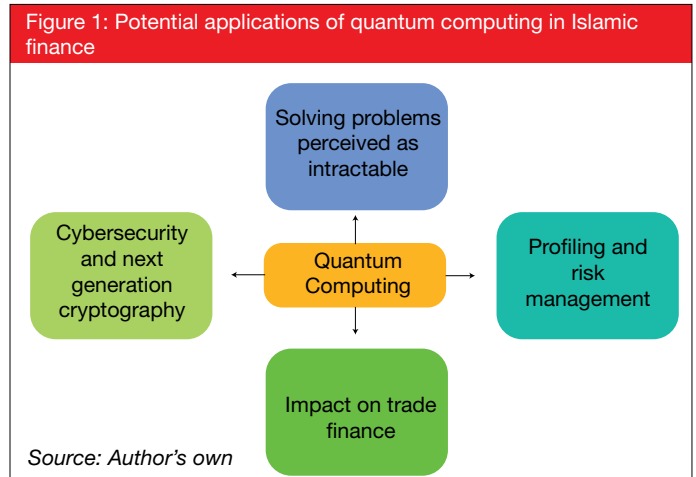 Figure 1: Potential applications of quantum computing in Islamic
finance
Solving problems
perceived as
intractable
Cybersecurity
and next
generation
cryptography
Quantum
Computing
Profiling and
risk
management
Impact on trade
finance
Source: Author's own